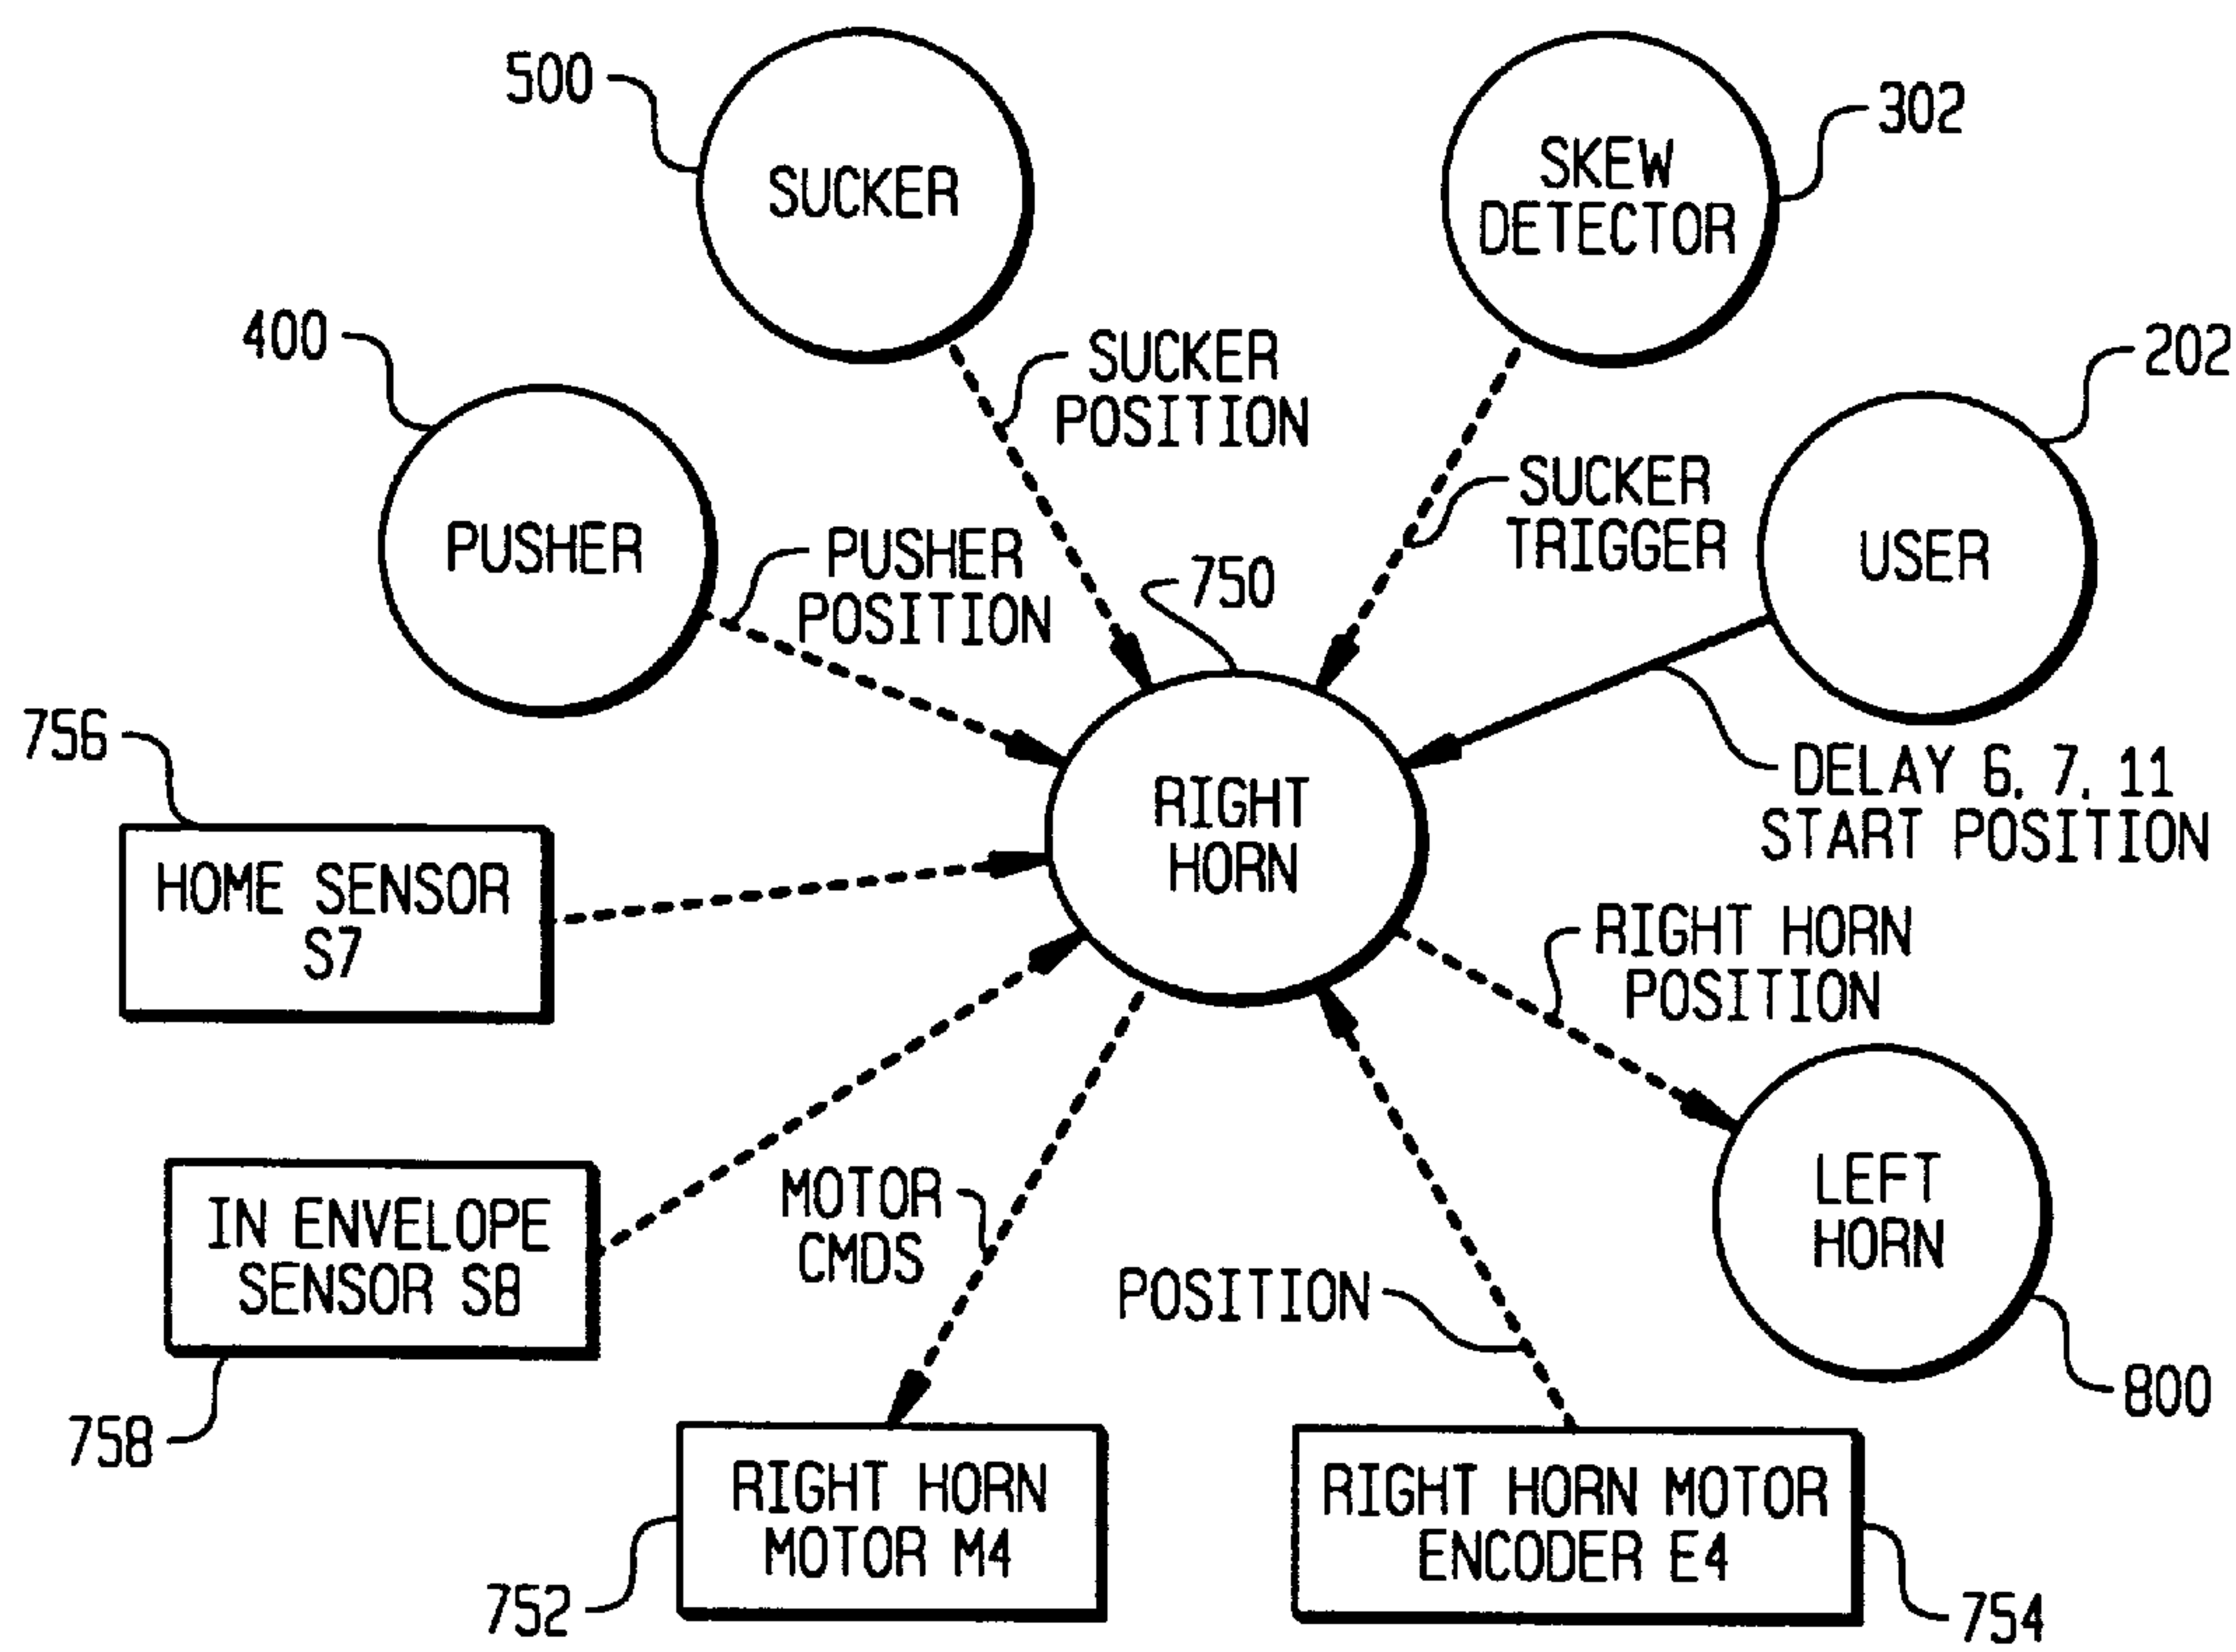 500
SUCKER
SKEW
DETECTOR
302
400
PUSHER
SUCKER
POSITION
202
USER
SUCKER
TRIGGER
PUSHER
POSITION
750
756
HOME SENSOR
S7
RIGHT
HORN
DELAY 6, 7, 11
START POSITION
RIGHT HORN
POSITION
IN ENVELOPE
SENSOR S8
758
MOTOR
CMDS
POSITION
LEFT
HORN
800
RIGHT HORN
MOTOR M4
752
RIGHT HORN MOTOR
ENCODER E4
754